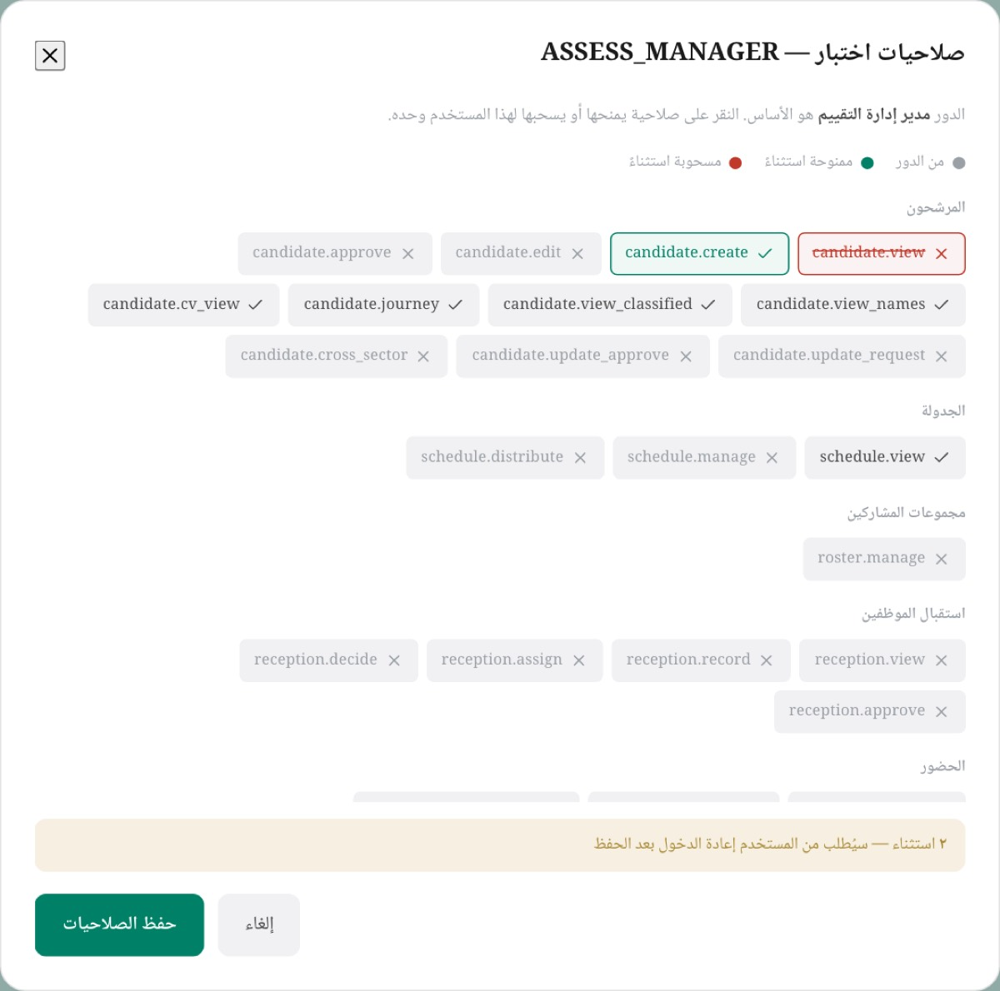 صلاحيات اختبار — ASSESS_MANAGER
الدور مدير إدارة التقييم هو الأساس. النقر على صلاحية يمنحها أو يسحبها لهذا المستخدم وحده.
من الدور ممنوحة استثناءً مسحوبة استثناءً
المرشحون
candidate.view candidate.create candidate.edit candidate.approve
candidate.view_names candidate.view_classified candidate.journey candidate.cv_view
candidate.update_request candidate.update_approve candidate.cross_sector
الجدولة
schedule.view schedule.manage schedule.distribute
مجموعات المشاركين
roster.manage
استقبال الموظفين
reception.view reception.record reception.assign reception.decide
reception.approve
الحضور
٢ استثناء — سيُطلب من المستخدم إعادة الدخول بعد الحفظ
إلغاء حفظ الصلاحيات